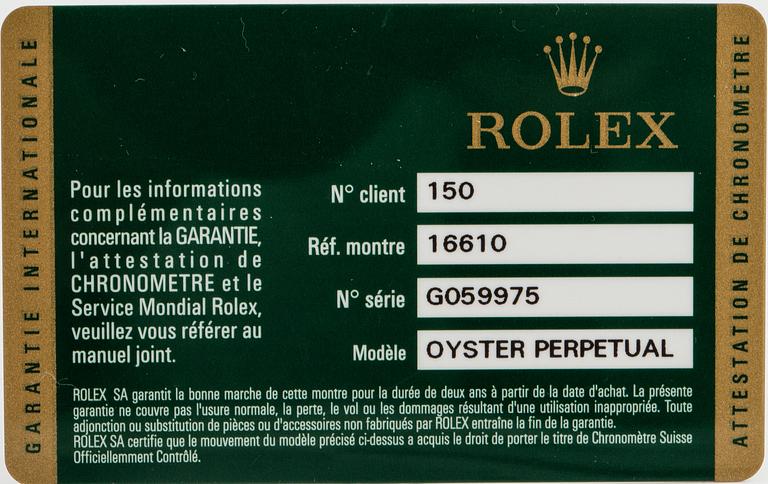 GARANTIE INTERNATIONALE
ROLEX
Pour les informations
complémentaires
concernant la GARANTIE,
l'attestation de
CHRONOMETRE et le
Service Mondial Rolex,
veuillez vous référer au
manuel joint.
N° client 150
Réf. montre 16610
N° série G059975
Modèle OYSTER PERPETUAL
ROLEX SA garantit la bonne marche de cette montre pour la durée de deux ans à partir de la date d'achat. La présente
garantie ne couvre pas l'usure normale, la perte, le vol ou les dommages résultant d'une utilisation inappropriée. Toute
adjonction ou substitution de pièces ou d'accessoires non fabriqués par ROLEX entraîne la fin de la garantie.
ROLEX SA certifie que le mouvement du modèle précisé ci-dessus a acquis le droit de porter le titre de Chronomètre Suisse
Officiellemment Contrôlé.
ATTESTATION DE CHRONOMETRE